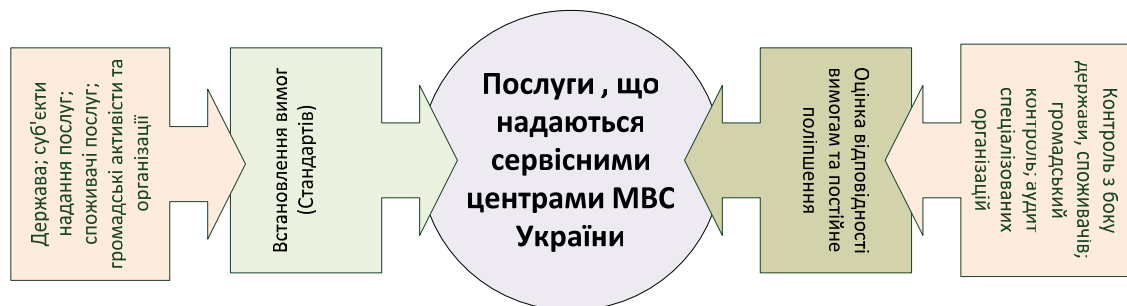 Держава; суб'єкти
надання послуг;
споживачі послуг;
громадські активісти та
організації
Встановлення вимог
(Стандартів)
Послуги , що
надаються
сервісними
центрами МВС
України
Оцінка відповідності
вимогам та постійне
поліпшення
Контроль з боку
держави, споживачів;
громадський
контроль; аудит
спеціалізованих
організацій